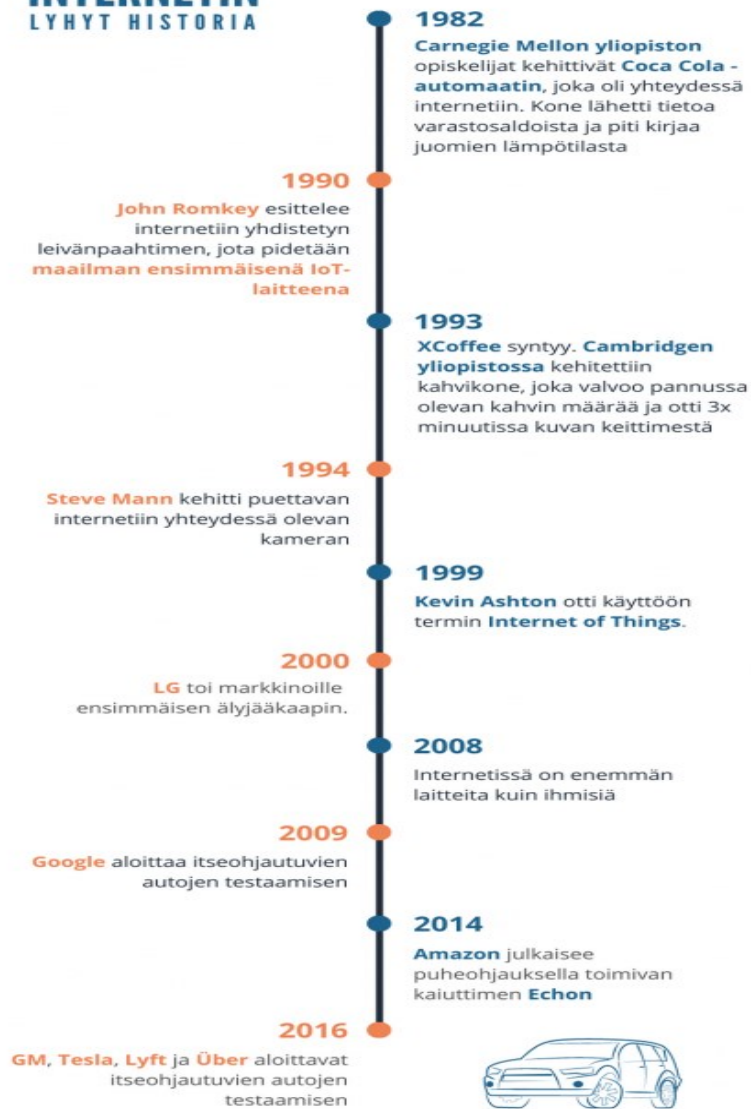 INTERNETIN
LYHYT HISTORIA
1982
Carnegie Mellon yliopiston
opiskelijat kehittivät Coca Cola -
automaatin, joka oli yhteydessä
internetiin. Kone lähetti tietoa
varastosaldoista ja piti kirjaa
juomien lämpötilasta
1990
John Romkey esittelee
internetiin yhdistetyn
leivänpaahtimen, jota pidetään
maailman ensimmäisenä IoT-
laitteena
1993
XCoffee syntyy. Cambridgen
yliopistossa kehitettiin
kahvikone, joka valvoo pannussa
olevan kahvin määrää ja otti 3x
minuutissa kuvan keittimestä
1994
Steve Mann kehitti puettavan
internetiin yhteydessä olevan
kameran
1999
Kevin Ashton otti käyttöön
termin Internet of Things.
2000
LG toi markkinoille
ensimmäisen älyjääkaapin.
2008
Internetissä on enemmän
laitteita kuin ihmisiä
2009
Google aloittaa itseohjautuvien
autojen testaamisen
2014
Amazon julkaisee
puheohjauksella toimivan
kaiuttimen Echon
2016
GM, Tesla, Lyft ja Über aloittavat
itseohjautuvien autojen
testaamisen